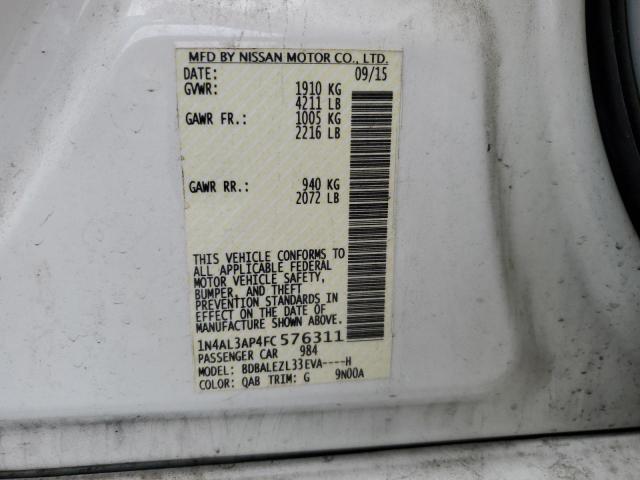 MFD BY NISSAN MOTOR CO., LTD.
DATE: 09/15
GVWR: 1910 KG
4211 LB
GAWR FR.: 1005 KG
2216 LB
GAWR RR.: 940 KG
2072 LB
THIS VEHICLE CONFORMS TO
ALL APPLICABLE FEDERAL
MOTOR VEHICLE SAFETY,
BUMPER, AND THEFT
PREVENTION STANDARDS IN
EFFECT ON THE DATE OF
MANUFACTURE SHOWN ABOVE.
1N4AL3AP4FC576311
PASSENGER CAR 984
MODEL: BDBALEZL33EVA----H
COLOR: QAB TRIM: G 9N00A